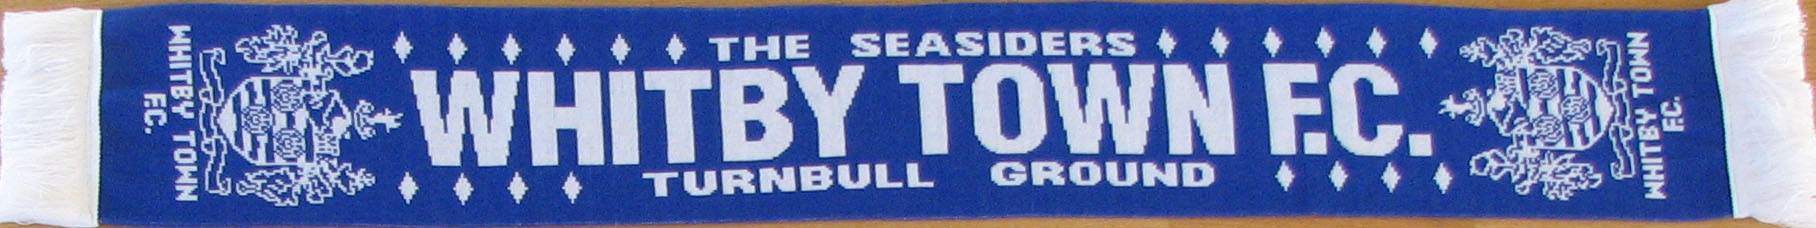 WHITBY TOWN
F.C.
THE SEASIDERS
WHITBY TOWN F.C.
TURNBULL GROUND
WHITBY TOWN
F.C.